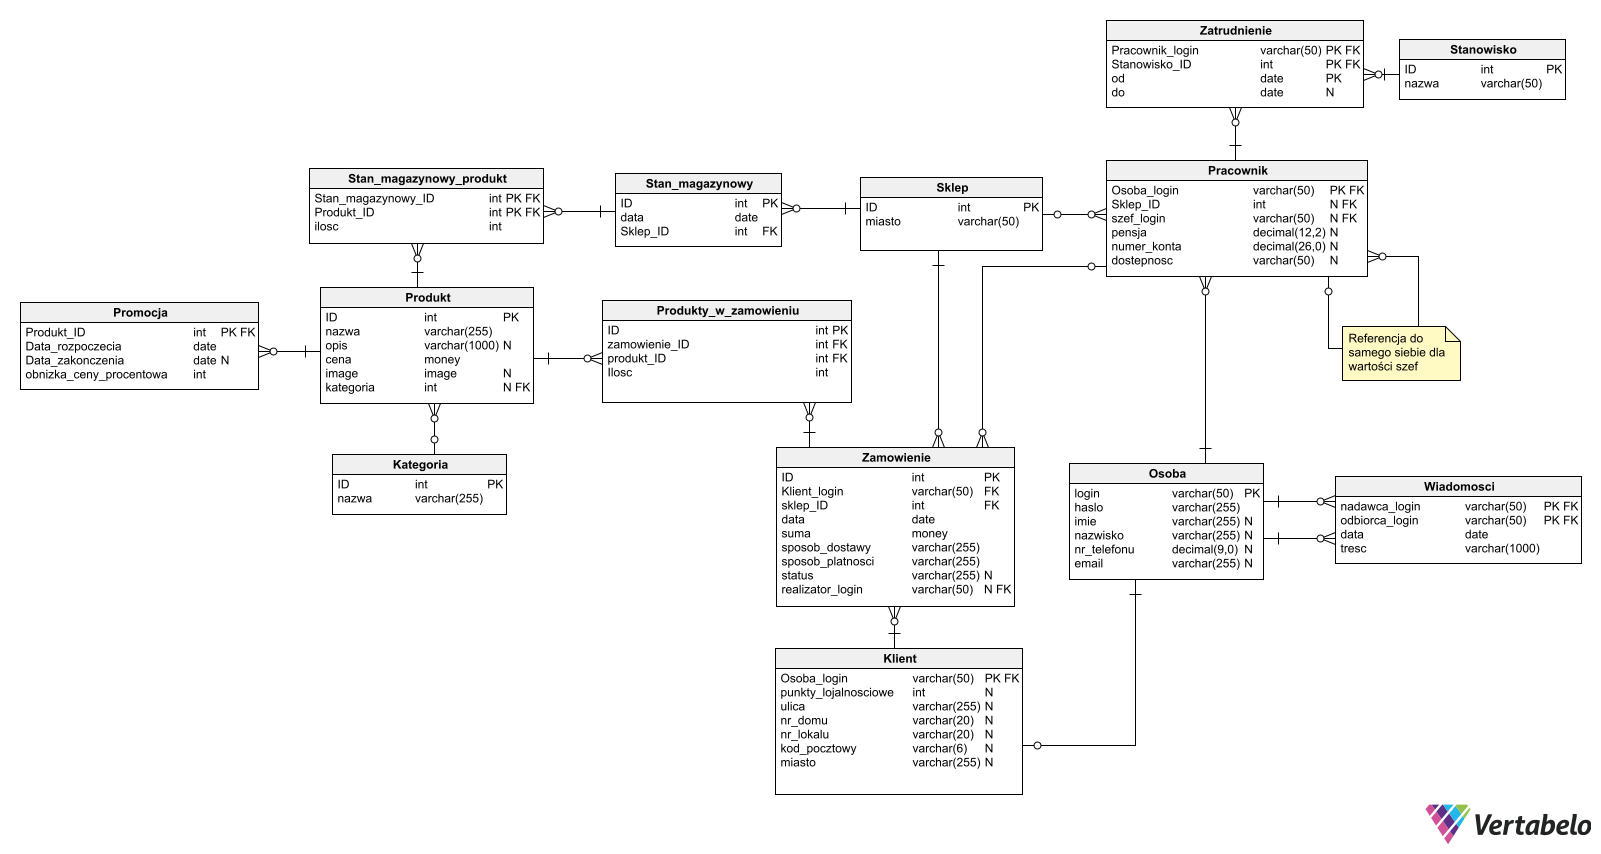 Zatrudnienie
Pracownik_login varchar(50) PK FK
Stanowisko_ID int PK FK
od date PK
do date N
Stanowisko
ID int PK
nazwa varchar(50)
Stan_magazynowy_produkt
Stan_magazynowy_ID int PK FK
Produkt_ID int PK FK
ilosc int
Stan_magazynowy
ID int PK
data date
Sklep_ID int FK
Sklep
ID int PK
miasto varchar(50)
Pracownik
Osoba_login varchar(50) PK FK
Sklep_ID int N FK
szef_login varchar(50) N FK
pensja decimal(12,2) N
numer_konta decimal(26,0) N
dostepnosc varchar(50) N
Promocja
Produkt_ID int PK FK
Data_rozpoczecia date
Data_zakonczenia date N
obnizka_ceny_procentowa int
Produkt
ID int PK
nazwa varchar(255)
opis varchar(1000) N
cena money
image image N
kategoria int N FK
Produkty_w_zamowieniu
ID int PK
zamowienie_ID int FK
produkt_ID int FK
Ilosc int
Referencja do
samego siebie dla
wartości szef
Kategoria
ID int PK
nazwa varchar(255)
Zamowienie
ID int PK
Klient_login varchar(50) FK
sklep_ID int FK
data date
suma money
sposob_dostawy varchar(255)
sposob_platnosci varchar(255)
status varchar(255) N
realizator_login varchar(50) N FK
Osoba
login varchar(50) PK
haslo varchar(255)
imie varchar(255) N
nazwisko varchar(255) N
nr_telefonu decimal(9,0) N
email varchar(255) N
Wiadomosci
nadawca_login varchar(50) PK FK
odbiorca_login varchar(50) PK FK
data date
tresc varchar(1000)
Klient
Osoba_login varchar(50) PK FK
punkty_lojalnosciowe int N
ulica varchar(255) N
nr_domu varchar(20) N
nr_lokalu varchar(20) N
kod_pocztowy varchar(6) N
miasto varchar(255) N
Vertabelo